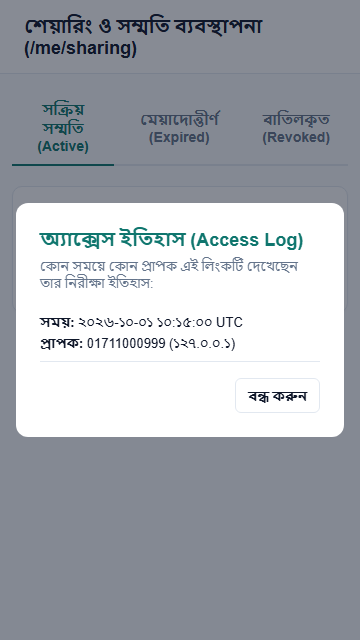 শেয়ারিং ও সম্মতি ব্যবস্থাপনা
(/me/sharing)
সক্রিয়
সম্মতি
(Active)
মেয়াদোত্তীর্ণ
(Expired)
বাতিলকৃত
(Revoked)
অ্যাক্সেস ইতিহাস (Access Log)
কোন সময়ে কোন প্রাপক এই লিংকটি দেখেছেন
তার নিরীক্ষা ইতিহাস:
সময়: ২০২৬-১০-০১ ১০:১৫:০০ UTC
প্রাপক: 01711000999 (১২৭.০.০.১)
বন্ধ করুন